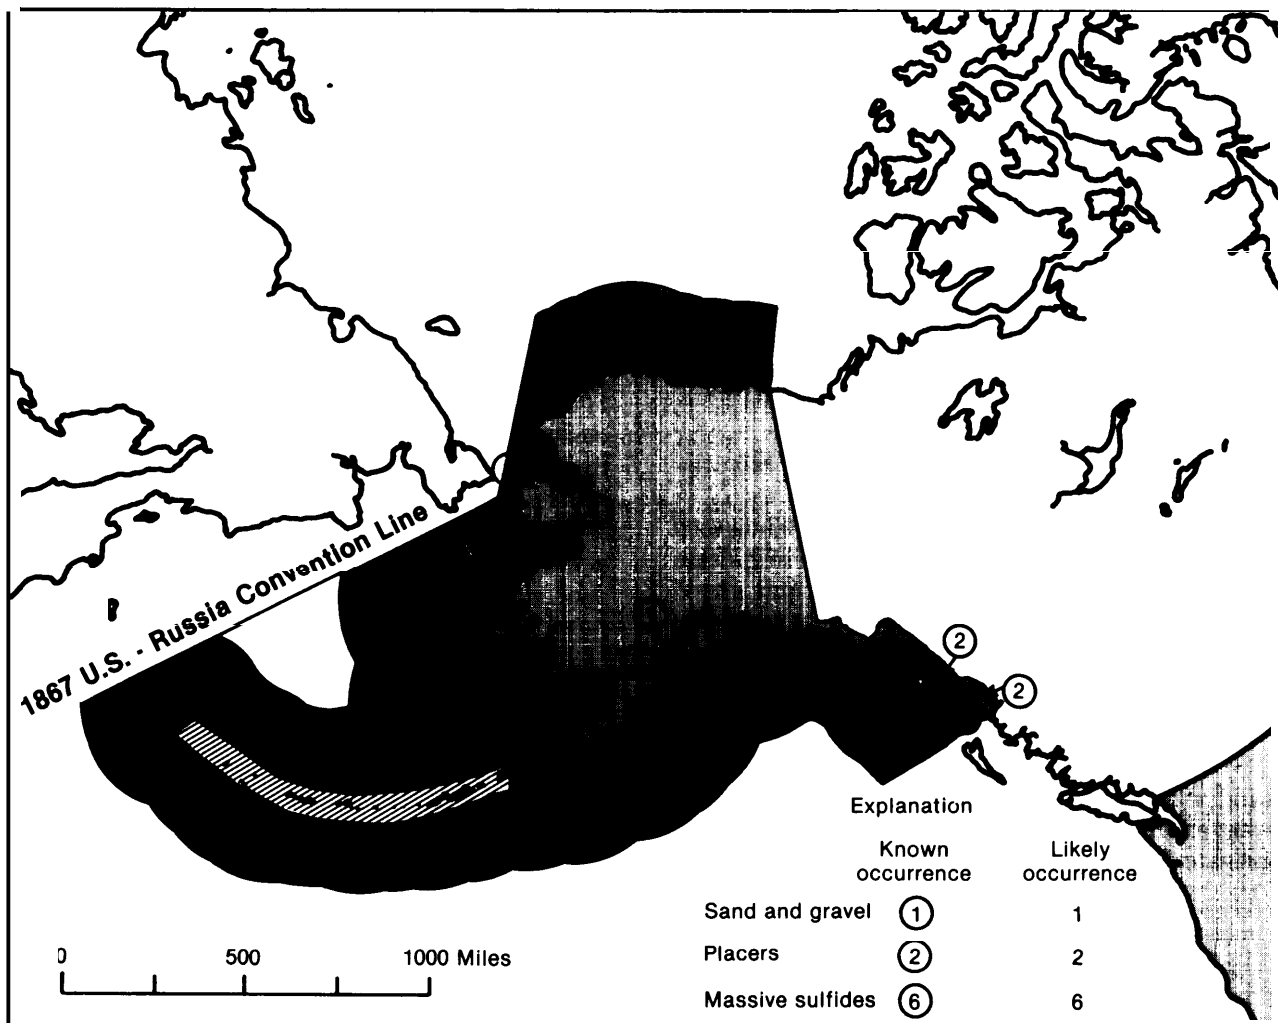 1867 U.S. - Russia Convention Line
2
2
Explanation
Known occurrence
Likely occurrence
Sand and gravel 1 1
Placers 2 2
Massive sulfides 6 6
0 500 1000 Miles